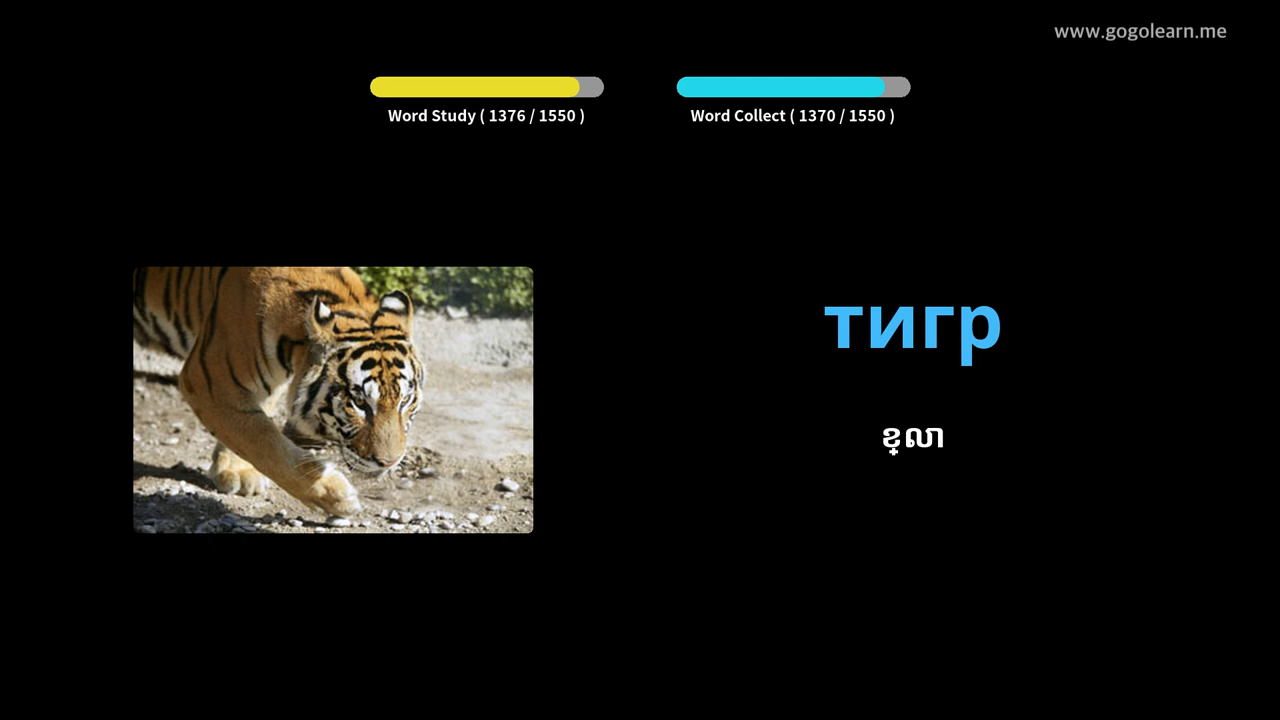 www.gogolearn.me
Word Study ( 1376 / 1550 )
Word Collect ( 1370 / 1550 )
тигр
ខ្លា